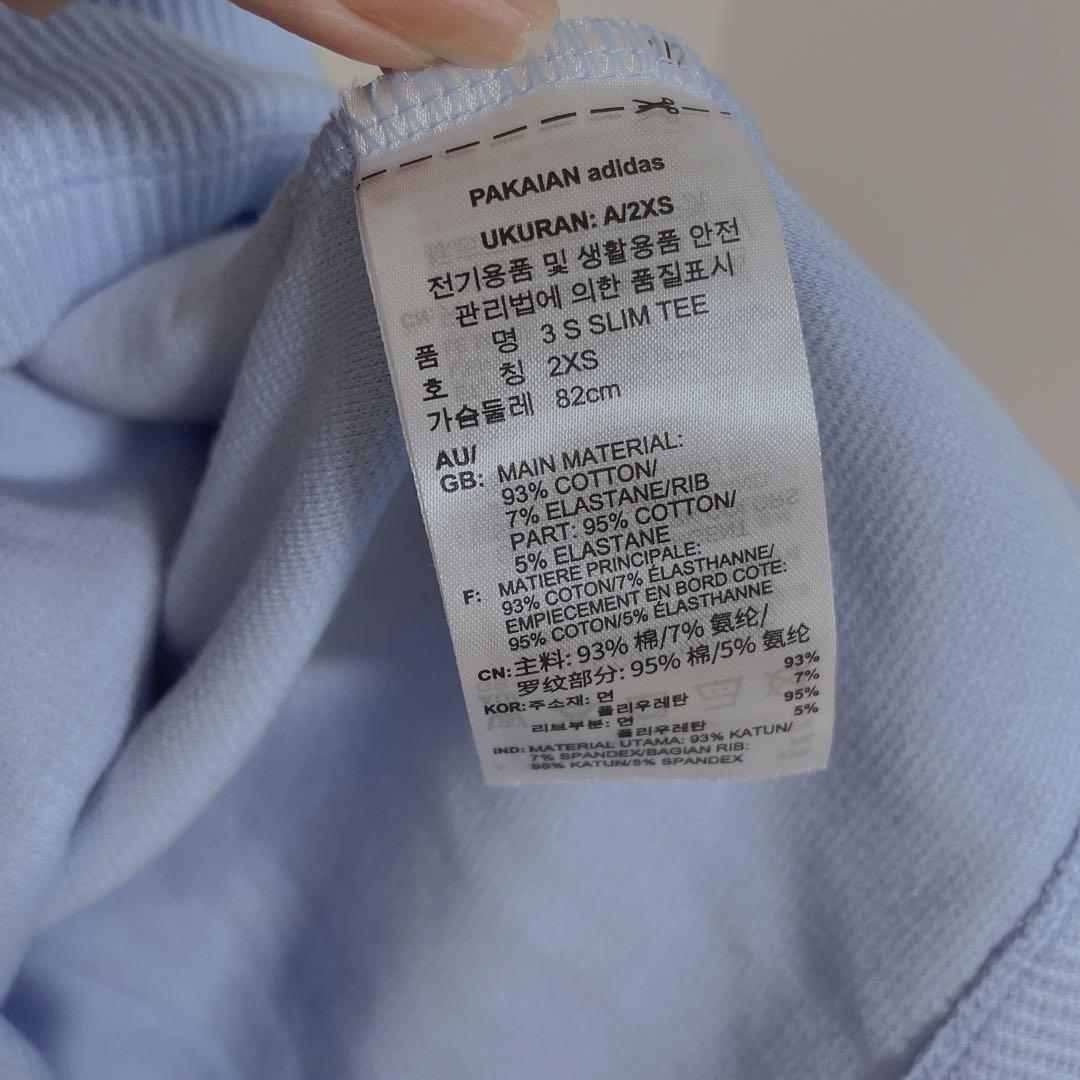 PAKAIAN adidas
UKURAN: A/2XS
전기용품 및 생활용품 안전
관리법에 의한 품질표시
품 명 3 S SLIM TEE
호 칭 2XS
가슴둘레 82cm
AU/
GB: MAIN MATERIAL:
93% COTTON/
7% ELASTANE/RIB
PART: 95% COTTON/
5% ELASTANE
F: MATIERE PRINCIPALE:
93% COTON/7% ÉLASTHANNE/
EMPIECEMENT EN BORD COTE:
95% COTON/5% ÉLASTHANNE
CN: 主料: 93% 棉/7% 氨纶/
罗纹部分: 95% 棉/5% 氨纶
KOR: 주소재: 면 93%
폴리우레탄 7%
리브부분: 면 95%
폴리우레탄 5%
IND: MATERIAL UTAMA: 93% KATUN/
7% SPANDEX/BAGIAN RIB:
95% KATUN/5% SPANDEX